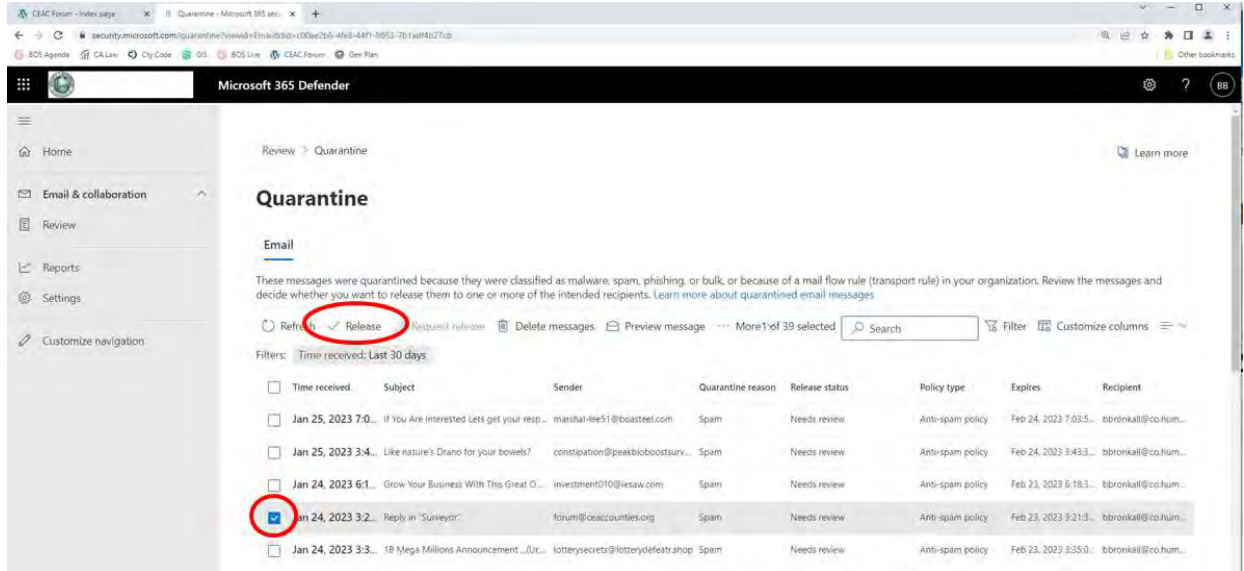 CEAC Forum - Index page
Quarantine - Microsoft 365 sec
security.microsoft.com/quarantine?viewid=Email&
BOS Agenda CA Law Cty Code GIS BOS Live CEAC Forum Gen Plan Other bookmarks
Microsoft 365 Defender ? BB
Home
Email & collaboration
Review
Reports
Settings
Customize navigation
Review > Quarantine Learn more
Quarantine
Email
These messages were quarantined because they were classified as malware, spam, phishing, or bulk, or because of a mail flow rule (transport rule) in your organization. Review the messages and
decide whether you want to release them to one or more of the intended recipients. Learn more about quarantined email messages
Refresh Release Request release Delete messages Preview message ··· More 1 of 39 selected Search Filter Customize columns
Filters: Time received: Last 30 days
Time received Subject Sender Quarantine reason Release status Policy type Expires Recipient
Jan 25, 2023 7:0... If You Are Interested Lets get your resp... marshal-lee51@boasteel.com Spam Needs review Anti-spam policy Feb 24, 2023 7:03:5... bbronkall@co.hum...
Jan 25, 2023 3:4... Like nature's Drano for your bowels? constipation@peakbioboostsurv... Spam Needs review Anti-spam policy Feb 24, 2023 3:43:3... bbronkall@co.hum...
Jan 24, 2023 6:1... Grow Your Business With This Great O... investment010@iesaw.com Spam Needs review Anti-spam policy Feb 23, 2023 6:18:3... bbronkall@co.hum...
Jan 24, 2023 3:2... Reply in "Surveyor" forum@ceaccounties.org Spam Needs review Anti-spam policy Feb 23, 2023 3:21:3... bbronkall@co.hum...
Jan 24, 2023 3:3... 1B Mega Millions Announcement .../(Ur... lotterysecrets@lotterydefeatr.shop Spam Needs review Anti-spam policy Feb 23, 2023 3:35:0... bbronkall@co.hum...